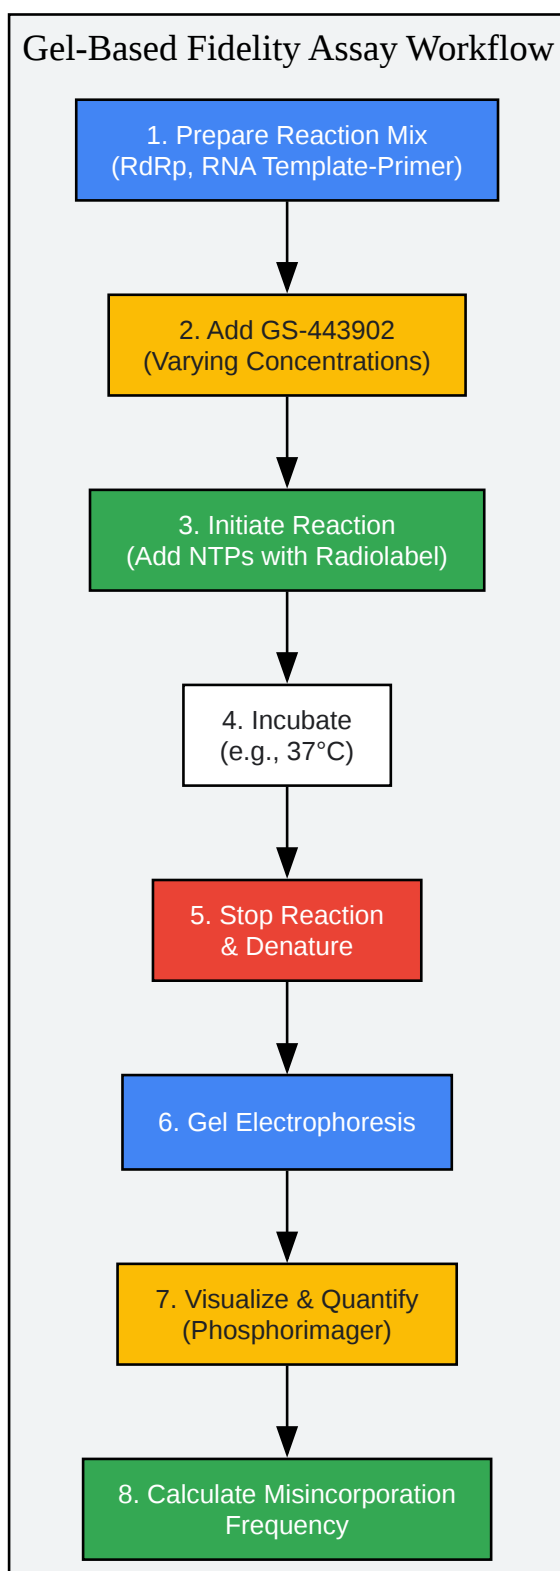 Gel-Based Fidelity Assay Workflow
1. Prepare Reaction Mix
(RdRp, RNA Template-Primer)
2. Add GS-443902
(Varying Concentrations)
3. Initiate Reaction
(Add NTPs with Radiolabel)
4. Incubate
(e.g., 37°C)
5. Stop Reaction
& Denature
6. Gel Electrophoresis
7. Visualize & Quantify
(Phosphorimager)
8. Calculate Misincorporation
Frequency